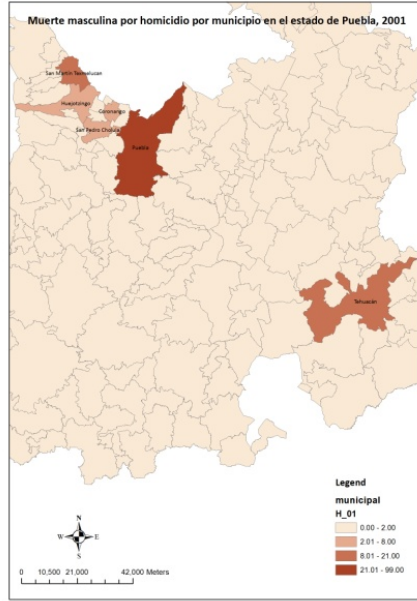 Muerte masculina por homicidio por municipio en el estado de Puebla, 2001
San Martín Texmelucan
Huejotzingo
Coronango
San Pedro Cholula
Puebla
Tehuacán
Legend
municipal
H_01
0.00 - 2.00
2.01 - 8.00
8.01 - 21.00
21.01 - 99.00
N
W E
S
0 10,500 21,000 42,000 Meters